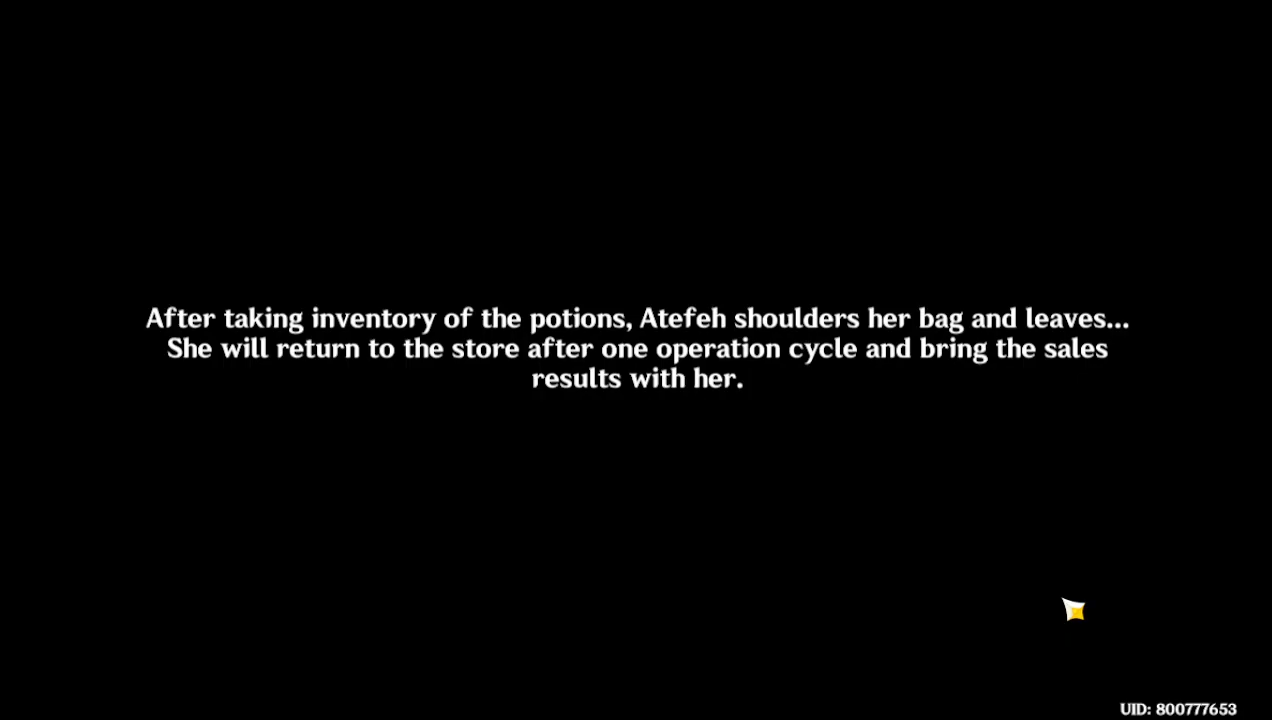 After taking inventory of the potions, Atefeh shoulders her bag and leaves...
She will return to the store after one operation cycle and bring the sales
results with her.
UID: 800777653